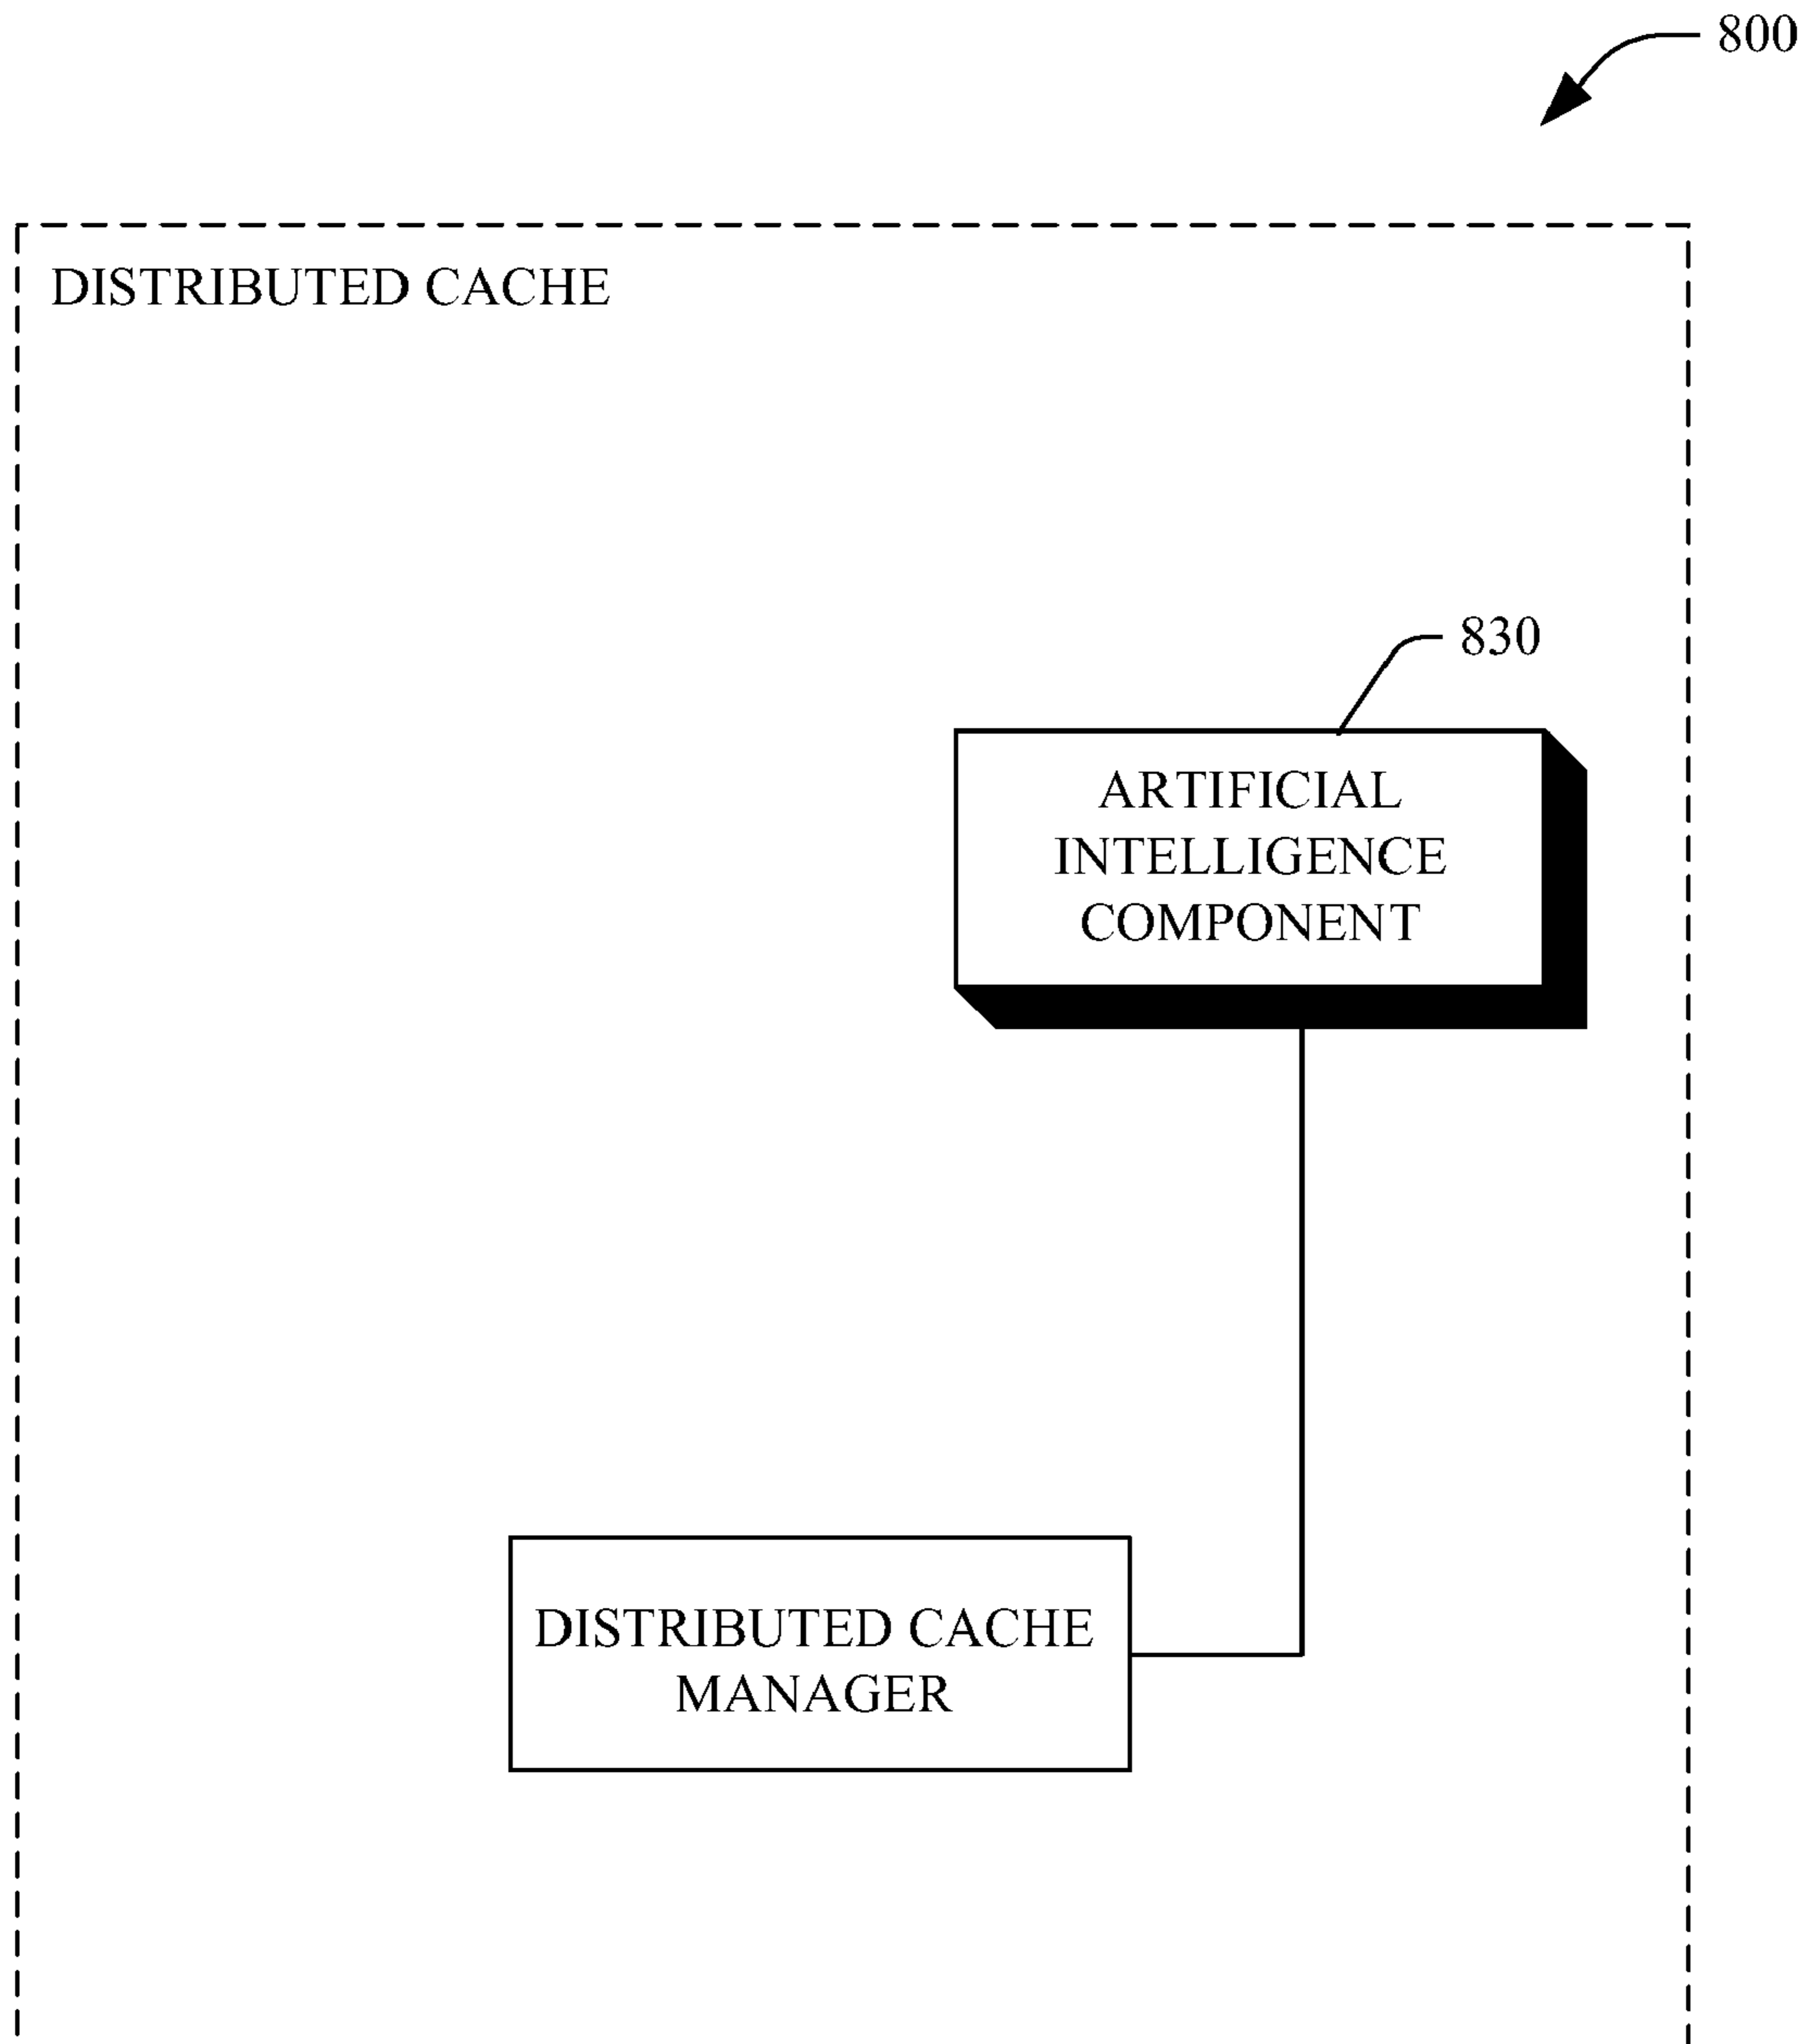 800
DISTRIBUTED CACHE
830
ARTIFICIAL
INTELLIGENCE
COMPONENT
DISTRIBUTED CACHE
MANAGER